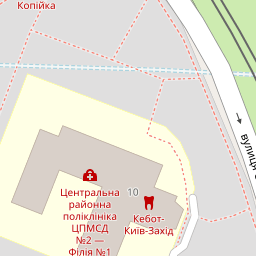 Копійка
вулиця
10
Центральна
районна
поліклініка
ЦПМСД
№2 —
Філія №1
Кебот-
Київ-Захід